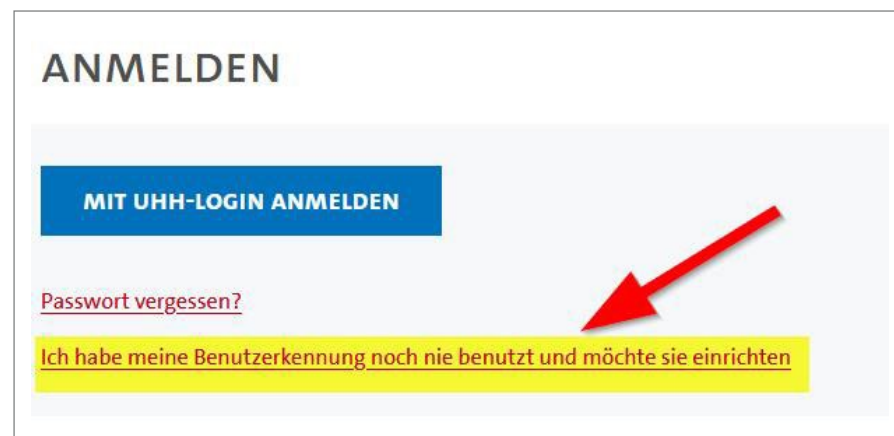 ANMELDEN
MIT UHH-LOGIN ANMELDEN
Passwort vergessen?
Ich habe meine Benutzerkennung noch nie benutzt und möchte sie einrichten